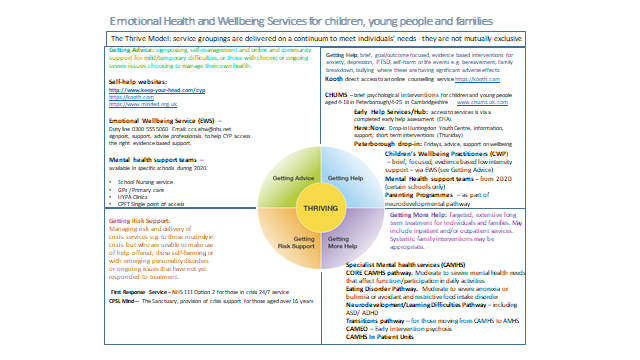 Emotional Health and Wellbeing Services for children, young people and families
The Thrive Model: service groupings are delivered on a continuum to meet individuals' needs - they are not mutually exclusive
Getting Advice: signposting, self-management and online and community
support for mild/temporary difficulties, or those with chronic or ongoing
severe issues choosing to manage their own health.
Self-help websites:
http://www.keep-your-head.com/cyp
https://kooth.com
https://www.minded.org.uk
Emotional Wellbeing Service (EWS) –
Duty line 0300 555 5060 Email: ccs.ehw@nhs.net
signpost, support, advise professionals to help CYP access
the right evidence based support.
Mental health support teams –
available in specific schools during 2020.
• School Nursing service
• GPs / Primary care
• HYPA Clinics
• CPFT Single point of access
Getting Help: brief, goal/outcome focused, evidence based interventions for
anxiety, depression, PTSD, self-harm or life events e.g. bereavement, family
breakdown, bullying where these are having significant adverse effects.
Kooth direct access to an online counselling service https://kooth.com
CHUMS – brief psychological interventions for children and young people
aged 4-18 in Peterborough/4-25 in Cambridgeshire www.chums.uk.com
Early Help Services/Hub: access to services is via a
completed early help assessment (EHA).
Here:Now: Drop-in Huntingdon Youth Centre, information,
support, short term interventions (Thursday)
Peterborough drop-in: Fridays, advice, support on wellbeing
Children's Wellbeing Practitioners (CWP)
– brief, focused, evidence based low intensity
support – via EWS (see Getting Advice)
Mental Health support teams - from 2020
(certain schools only)
Parenting Programmes – as part of
neurodevelopmental pathway
Getting Advice
Getting Help
THRIVING
Getting
Risk Support
Getting
More Help
Getting Risk Support:
Managing risk and delivery of
crisis services e.g. to those routinely in
crisis but who are unable to make use
of help offered, those self-harming or
with emerging personality disorders
or ongoing issues that have not yet
responded to treatment.
First Response Service – NHS 111 Option 2 for those in crisis 24/7 service
CPSL Mind— The Sanctuary, provision of crisis support for those aged over 16 years
Getting More Help: Targeted, extensive long
term treatment for individuals and families. May
include inpatient and/or outpatient services.
Systemic family interventions may be
appropriate.
Specialist Mental health services (CAMHS)
CORE CAMHS pathway. Moderate to severe mental health needs
that affect function/participation in daily activities
Eating Disorder Pathway. Moderate to severe anorexia or
bulimia or avoidant and restrictive food intake disorder
Neurodevelopment/Learning Difficulties Pathway – including
ASD/ ADHD
Transitions pathway – for those moving from CAMHS to AMHS
CAMEO – Early intervention psychosis
CAMHS In Patient Units